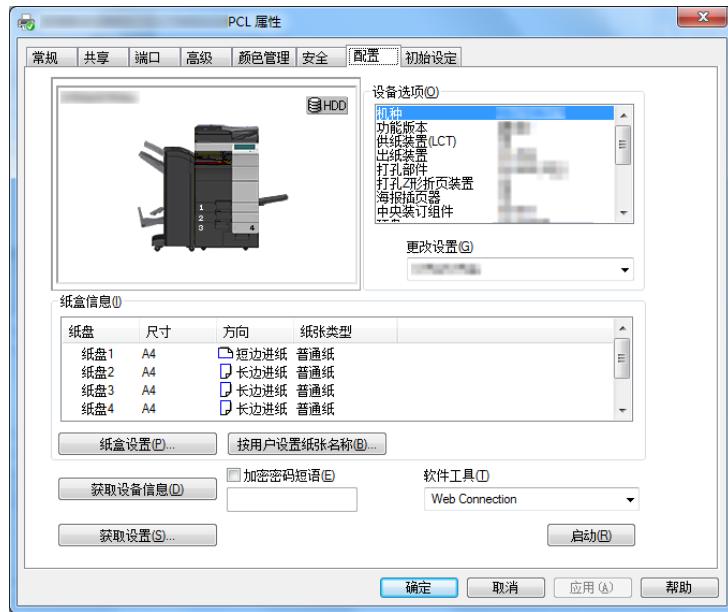 PCL 属性
常规 共享 端口 高级 颜色管理 安全 配置 初始设定
HDD
1
2
3
4
设备选项(O)
机种
功能版本
供纸装置(LCT)
出纸装置
打孔部件
打孔Z形折页装置
海报插页器
中央装订组件
更改设置(G)
纸盒信息(I)
纸盘 尺寸 方向 纸张类型
纸盘1 A4 短边进纸 普通纸
纸盘2 A4 长边进纸 普通纸
纸盘3 A4 长边进纸 普通纸
纸盘4 A4 长边进纸 普通纸
纸盒设置(P)... 按用户设置纸张名称(B)...
获取设备信息(D)
加密密码短语(E)
软件工具(T)
Web Connection
获取设置(S)...
启动(R)
确定 取消 应用(A) 帮助